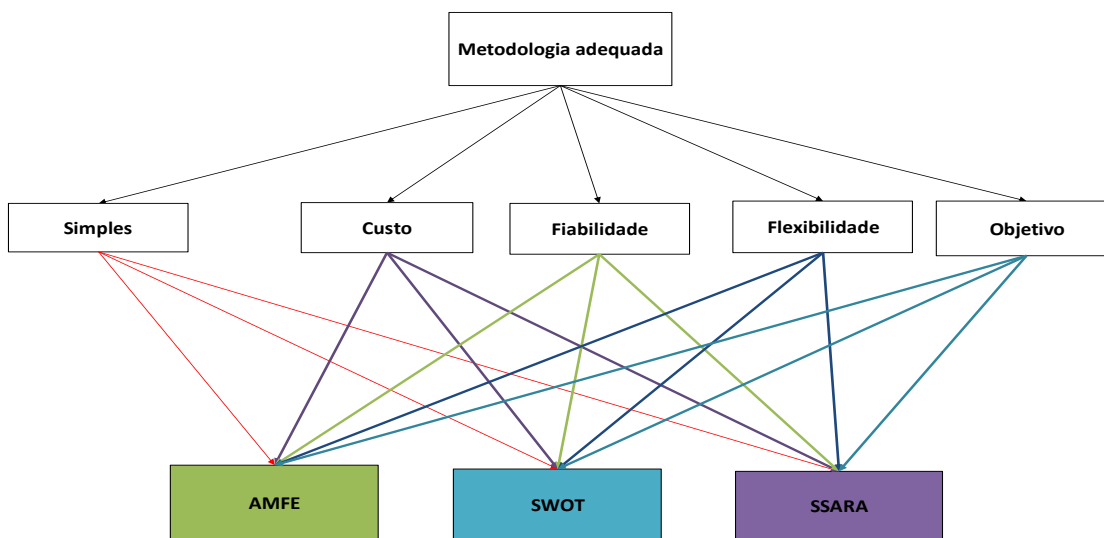 Metodologia adequada
Simples
Custo
Fiabilidade
Flexibilidade
Objetivo
AMFE
SWOT
SSARA